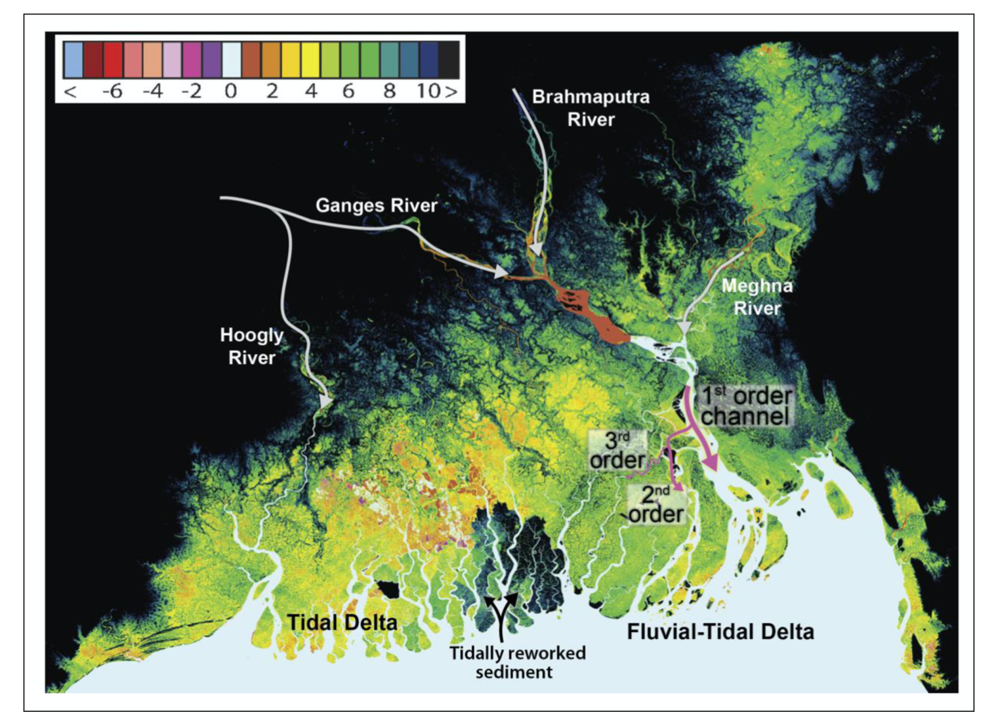 < -6 -4 -2 0 2 4 6 8 10 >
Brahmaputra
River
Ganges River
Meghna
River
Hoogly
River
1st order
channel
3rd
order
2nd
order
Tidal Delta
Fluvial-Tidal Delta
Tidally reworked
sediment